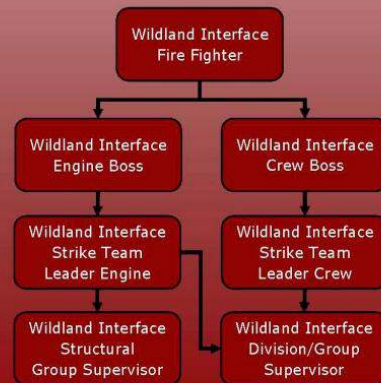 Wildland Interface
Fire Fighter
Wildland Interface
Engine Boss
Wildland Interface
Crew Boss
Wildland Interface
Strike Team
Leader Engine
Wildland Interface
Strike Team
Leader Crew
Wildland Interface
Structural
Group Supervisor
Wildland Interface
Division/Group
Supervisor